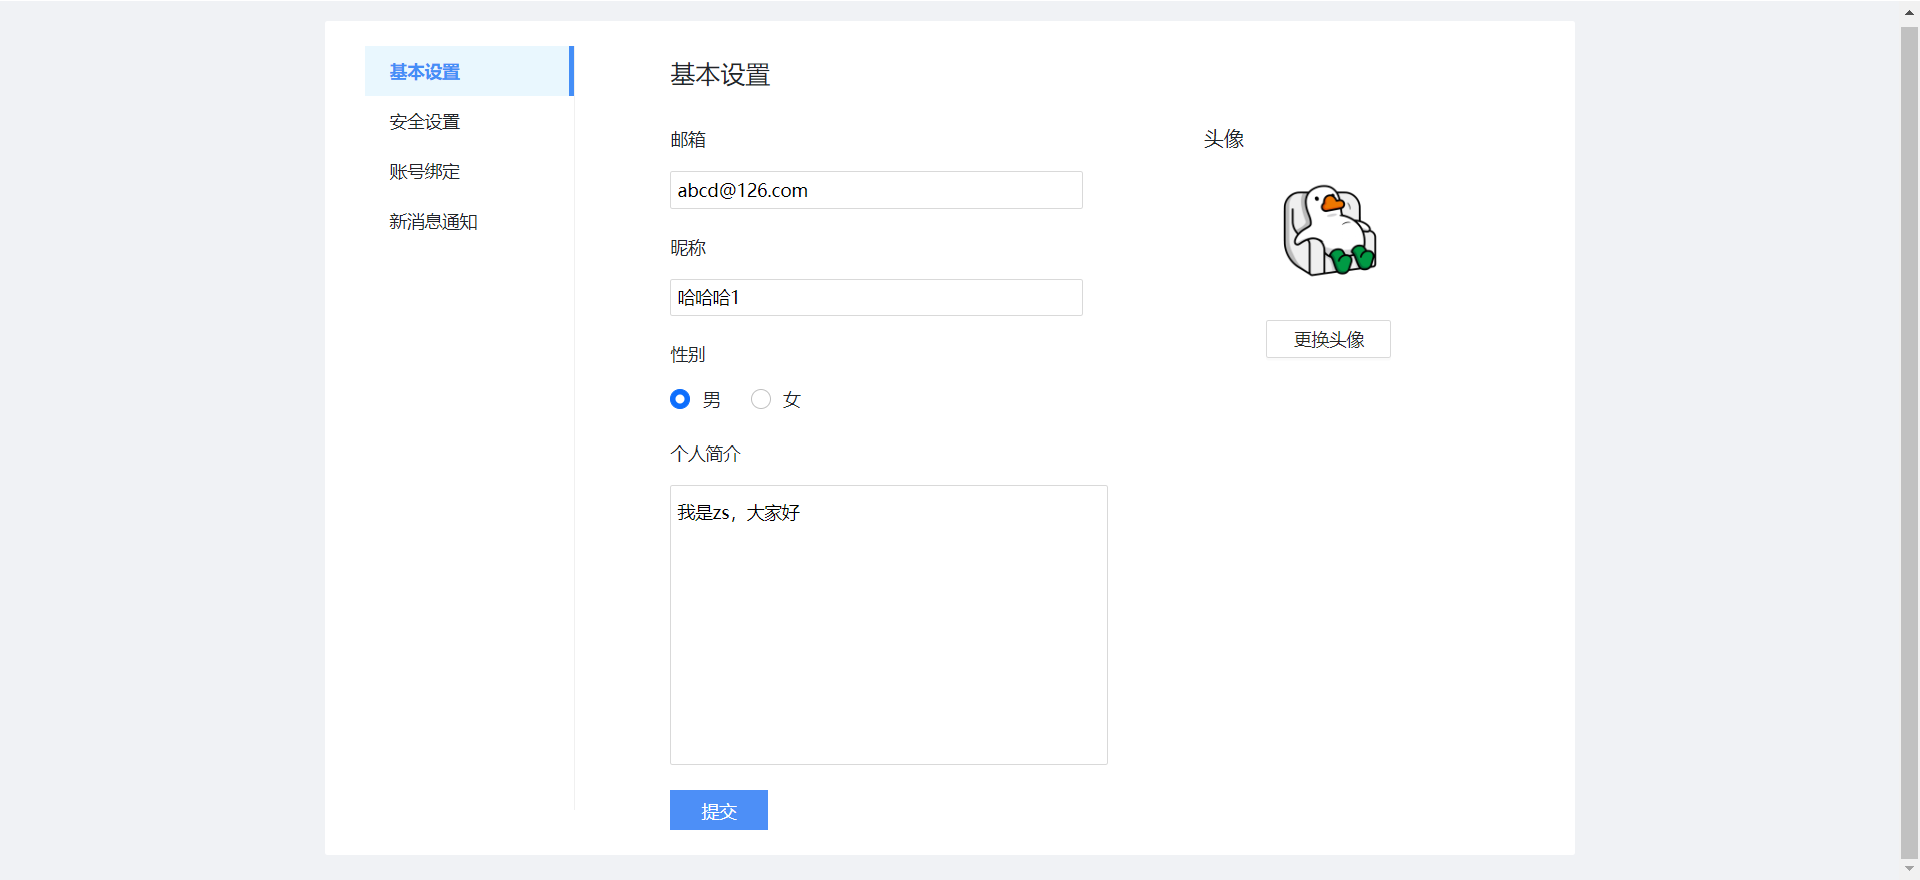 基本设置
安全设置
账号绑定
新消息通知
基本设置
邮箱
abcd@126.com
昵称
哈哈哈1
性别
男 女
个人简介
我是zs，大家好
提交
头像
更换头像